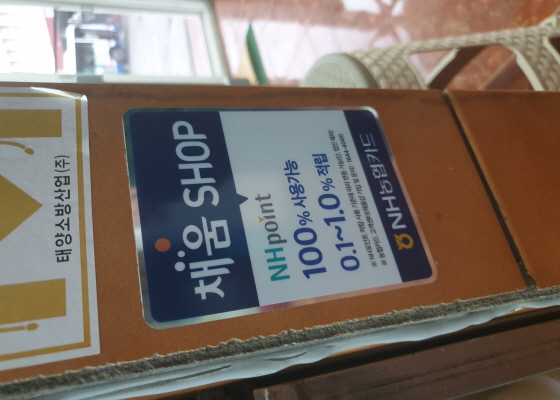 태양소방산업(주)
채움 SHOP
NHpoint
100% 사용가능
0.1~1.0% 적립
NH농협카드